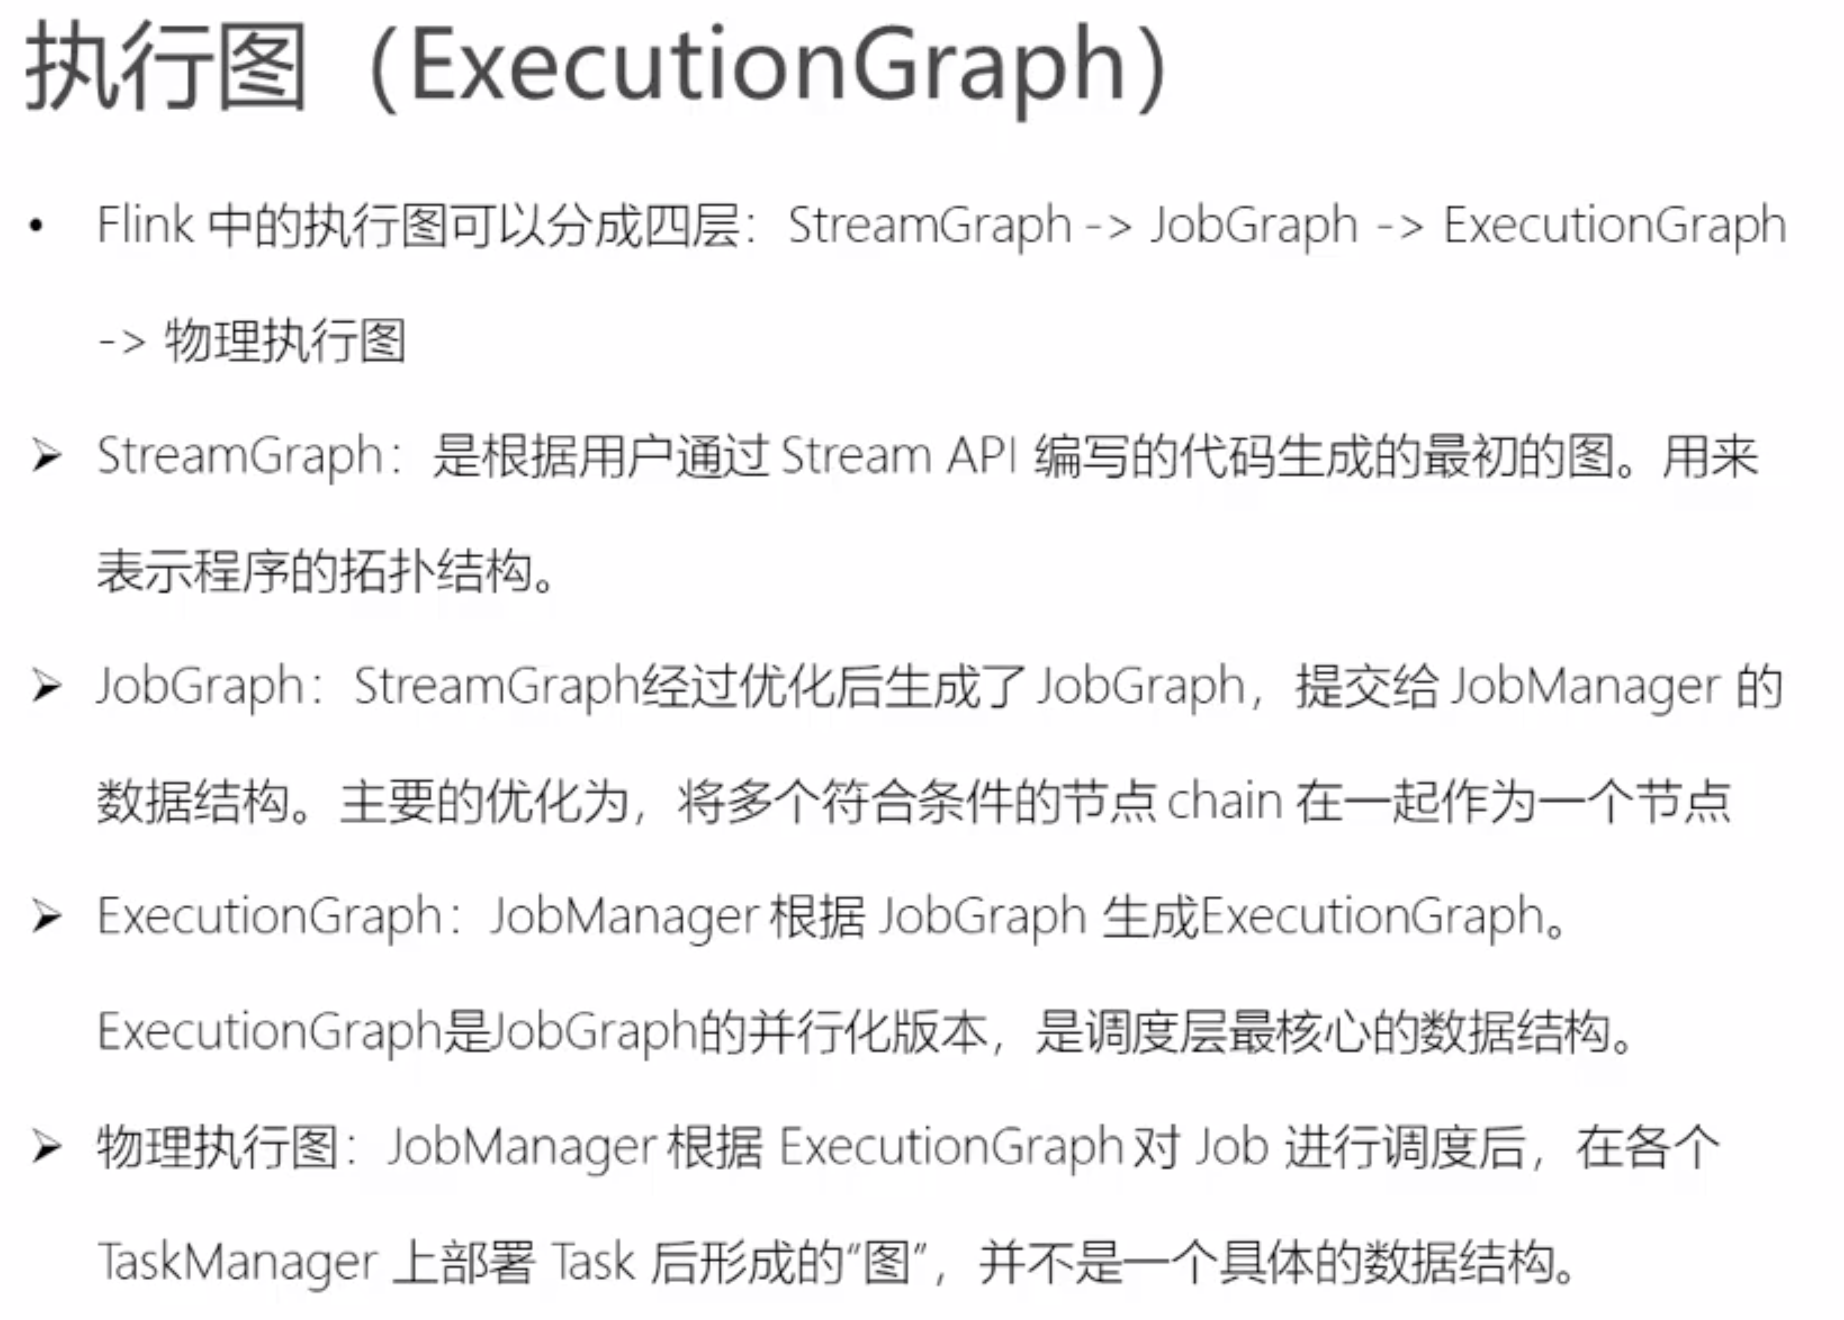 执行图（ExecutionGraph）
• Flink 中的执行图可以分成四层：StreamGraph -> JobGraph -> ExecutionGraph
-> 物理执行图
➢ StreamGraph：是根据用户通过 Stream API 编写的代码生成的最初的图。用来
表示程序的拓扑结构。
➢ JobGraph：StreamGraph经过优化后生成了 JobGraph，提交给 JobManager 的
数据结构。主要的优化为，将多个符合条件的节点 chain 在一起作为一个节点
➢ ExecutionGraph：JobManager 根据 JobGraph 生成ExecutionGraph。
ExecutionGraph是JobGraph的并行化版本，是调度层最核心的数据结构。
➢ 物理执行图：JobManager 根据 ExecutionGraph 对 Job 进行调度后，在各个
TaskManager 上部署 Task 后形成的“图”，并不是一个具体的数据结构。